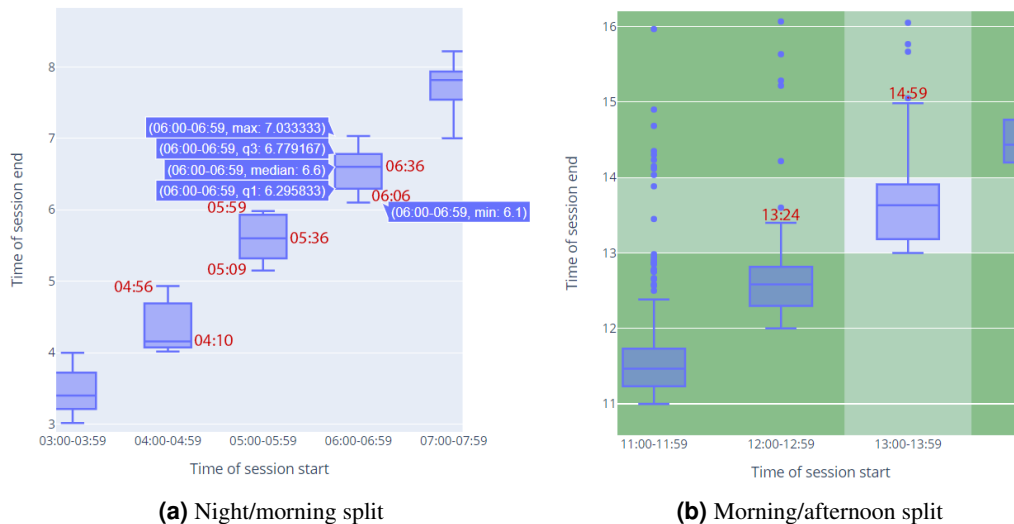 8
7
6
5
4
3
Time of session end
(06:00-06:59, max: 7.033333)
(06:00-06:59, q3: 6.779167)
(06:00-06:59, median: 6.6)
(06:00-06:59, q1: 6.295833)
(06:00-06:59, min: 6.1)
06:36
06:06
05:59
05:36
05:09
04:56
04:10
03:00-03:59
04:00-04:59
05:00-05:59
06:00-06:59
07:00-07:59
Time of session start
(a) Night/morning split
16
15
14
13
12
11
Time of session end
14:59
13:24
11:00-11:59
12:00-12:59
13:00-13:59
Time of session start
(b) Morning/afternoon split